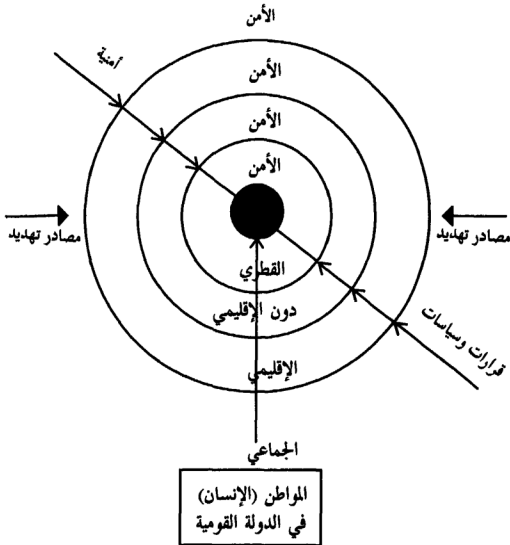 الأمن
أمنية
الأمن
الأمن
الأمن
مصادر تهديد
مصادر تهديد
القطري
دون الإقليمي
قرارات وسياسات
الإقليمي
الجماعي
المواطن (الإنسان)
في الدولة القومية